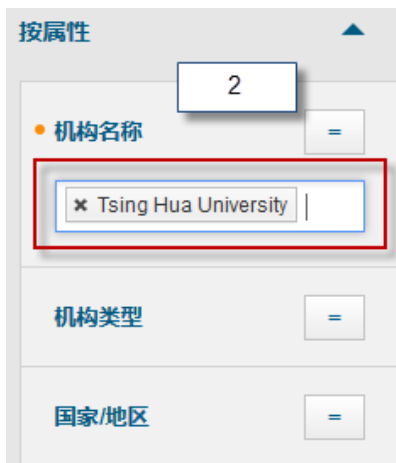 按属性
2
机构名称 =
× Tsing Hua University
机构类型 =
国家/地区 =